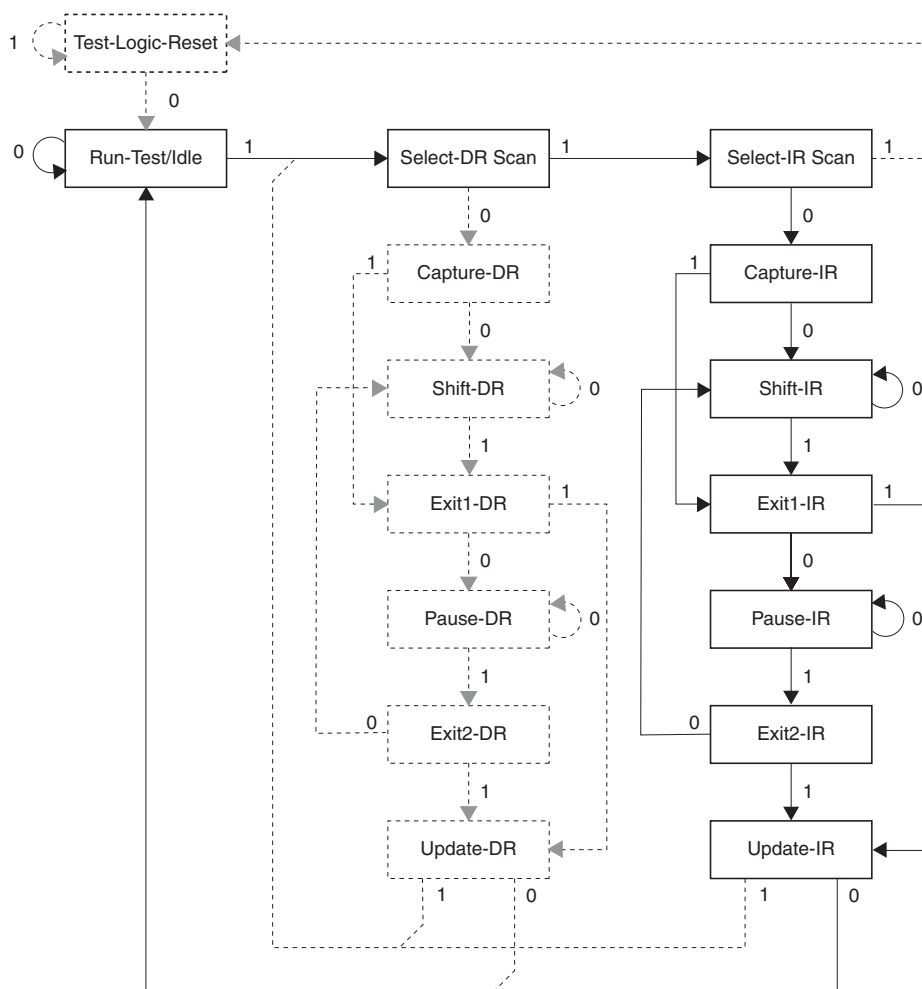 Test-Logic-Reset
1
0
Run-Test/Idle
0
1
Select-DR Scan
1
Select-IR Scan
1
0
0
1
Capture-DR
1
Capture-IR
0
0
Shift-DR
0
Shift-IR
0
1
1
Exit1-DR
1
Exit1-IR
1
0
0
Pause-DR
0
Pause-IR
0
1
1
0
Exit2-DR
0
Exit2-IR
1
1
Update-DR
Update-IR
1
0
1
0